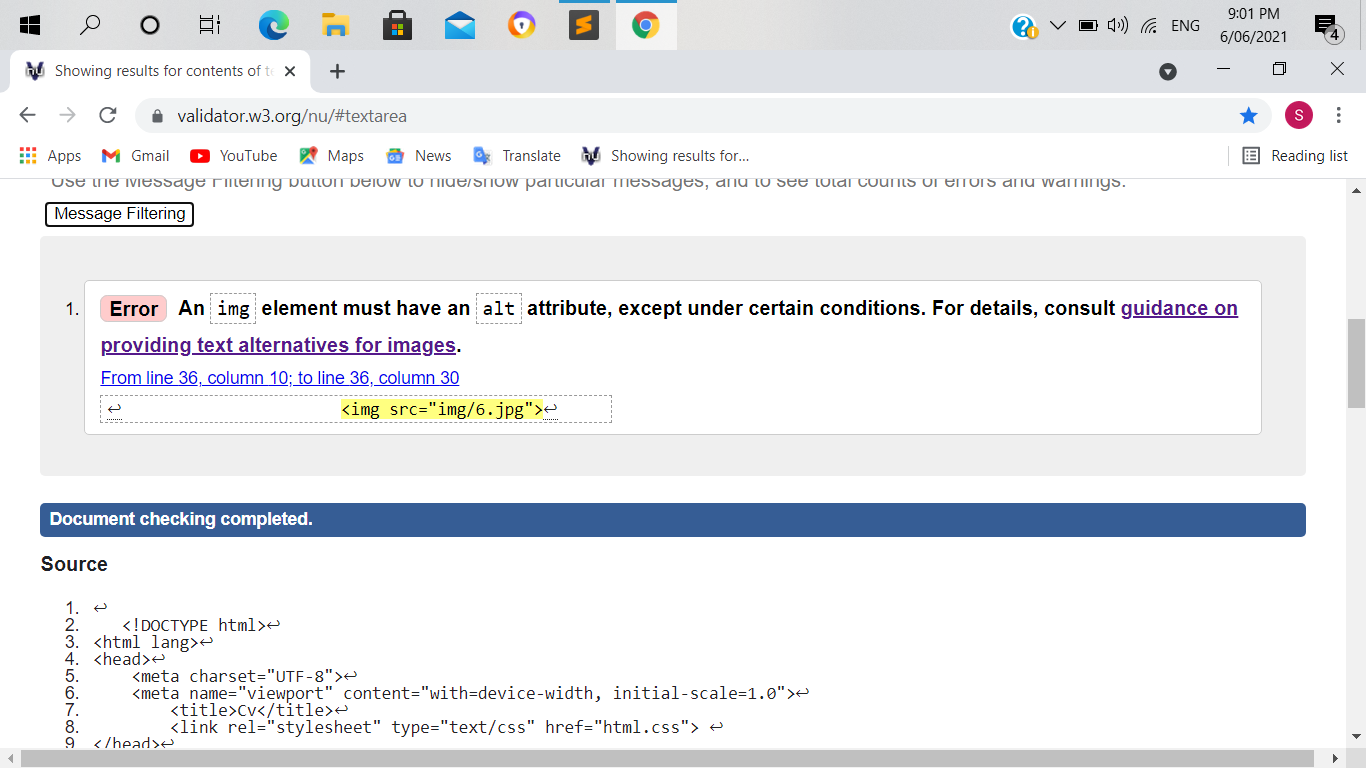 9:01 PM
ENG
6/06/2021
4
Showing results for contents of te
validator.w3.org/nu/#textarea
S
Apps Gmail YouTube Maps News Translate Showing results for... Reading list
Use the Message Filtering button below to hide/show particular messages, and to see total counts of errors and warnings.
Message Filtering
1. Error An img element must have an alt attribute, except under certain conditions. For details, consult guidance on
providing text alternatives for images.
From line 36, column 10; to line 36, column 30
↩ <img src="img/6.jpg">↩
Document checking completed.
Source
1. ↩
2. <!DOCTYPE html>↩
3. <html lang>↩
4. <head>↩
5. <meta charset="UTF-8">↩
6. <meta name="viewport" content="with=device-width, initial-scale=1.0">↩
7. <title>Cv</title>↩
8. <link rel="stylesheet" type="text/css" href="html.css"> ↩
9. </head>↩